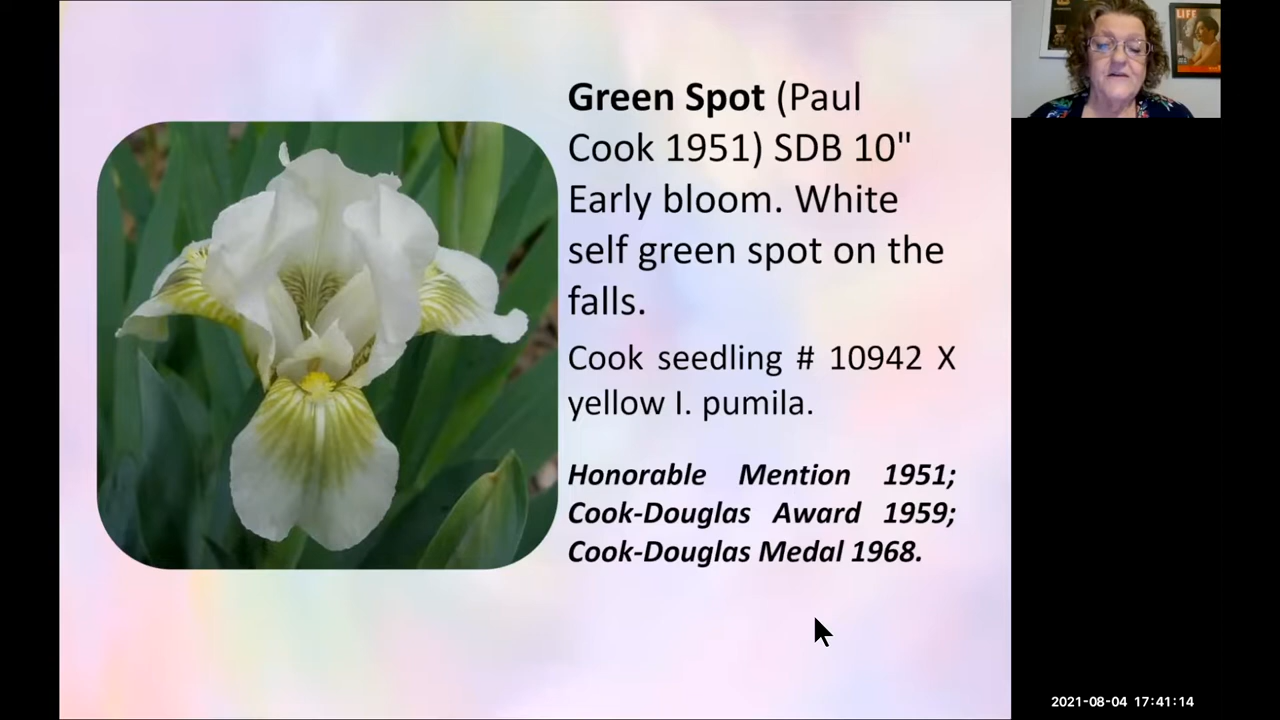 LIFE
Green Spot (Paul
Cook 1951) SDB 10"
Early bloom. White
self green spot on the
falls.
Cook seedling # 10942 X
yellow I. pumila.
Honorable Mention 1951;
Cook-Douglas Award 1959;
Cook-Douglas Medal 1968.
2021-08-04 17:41:14